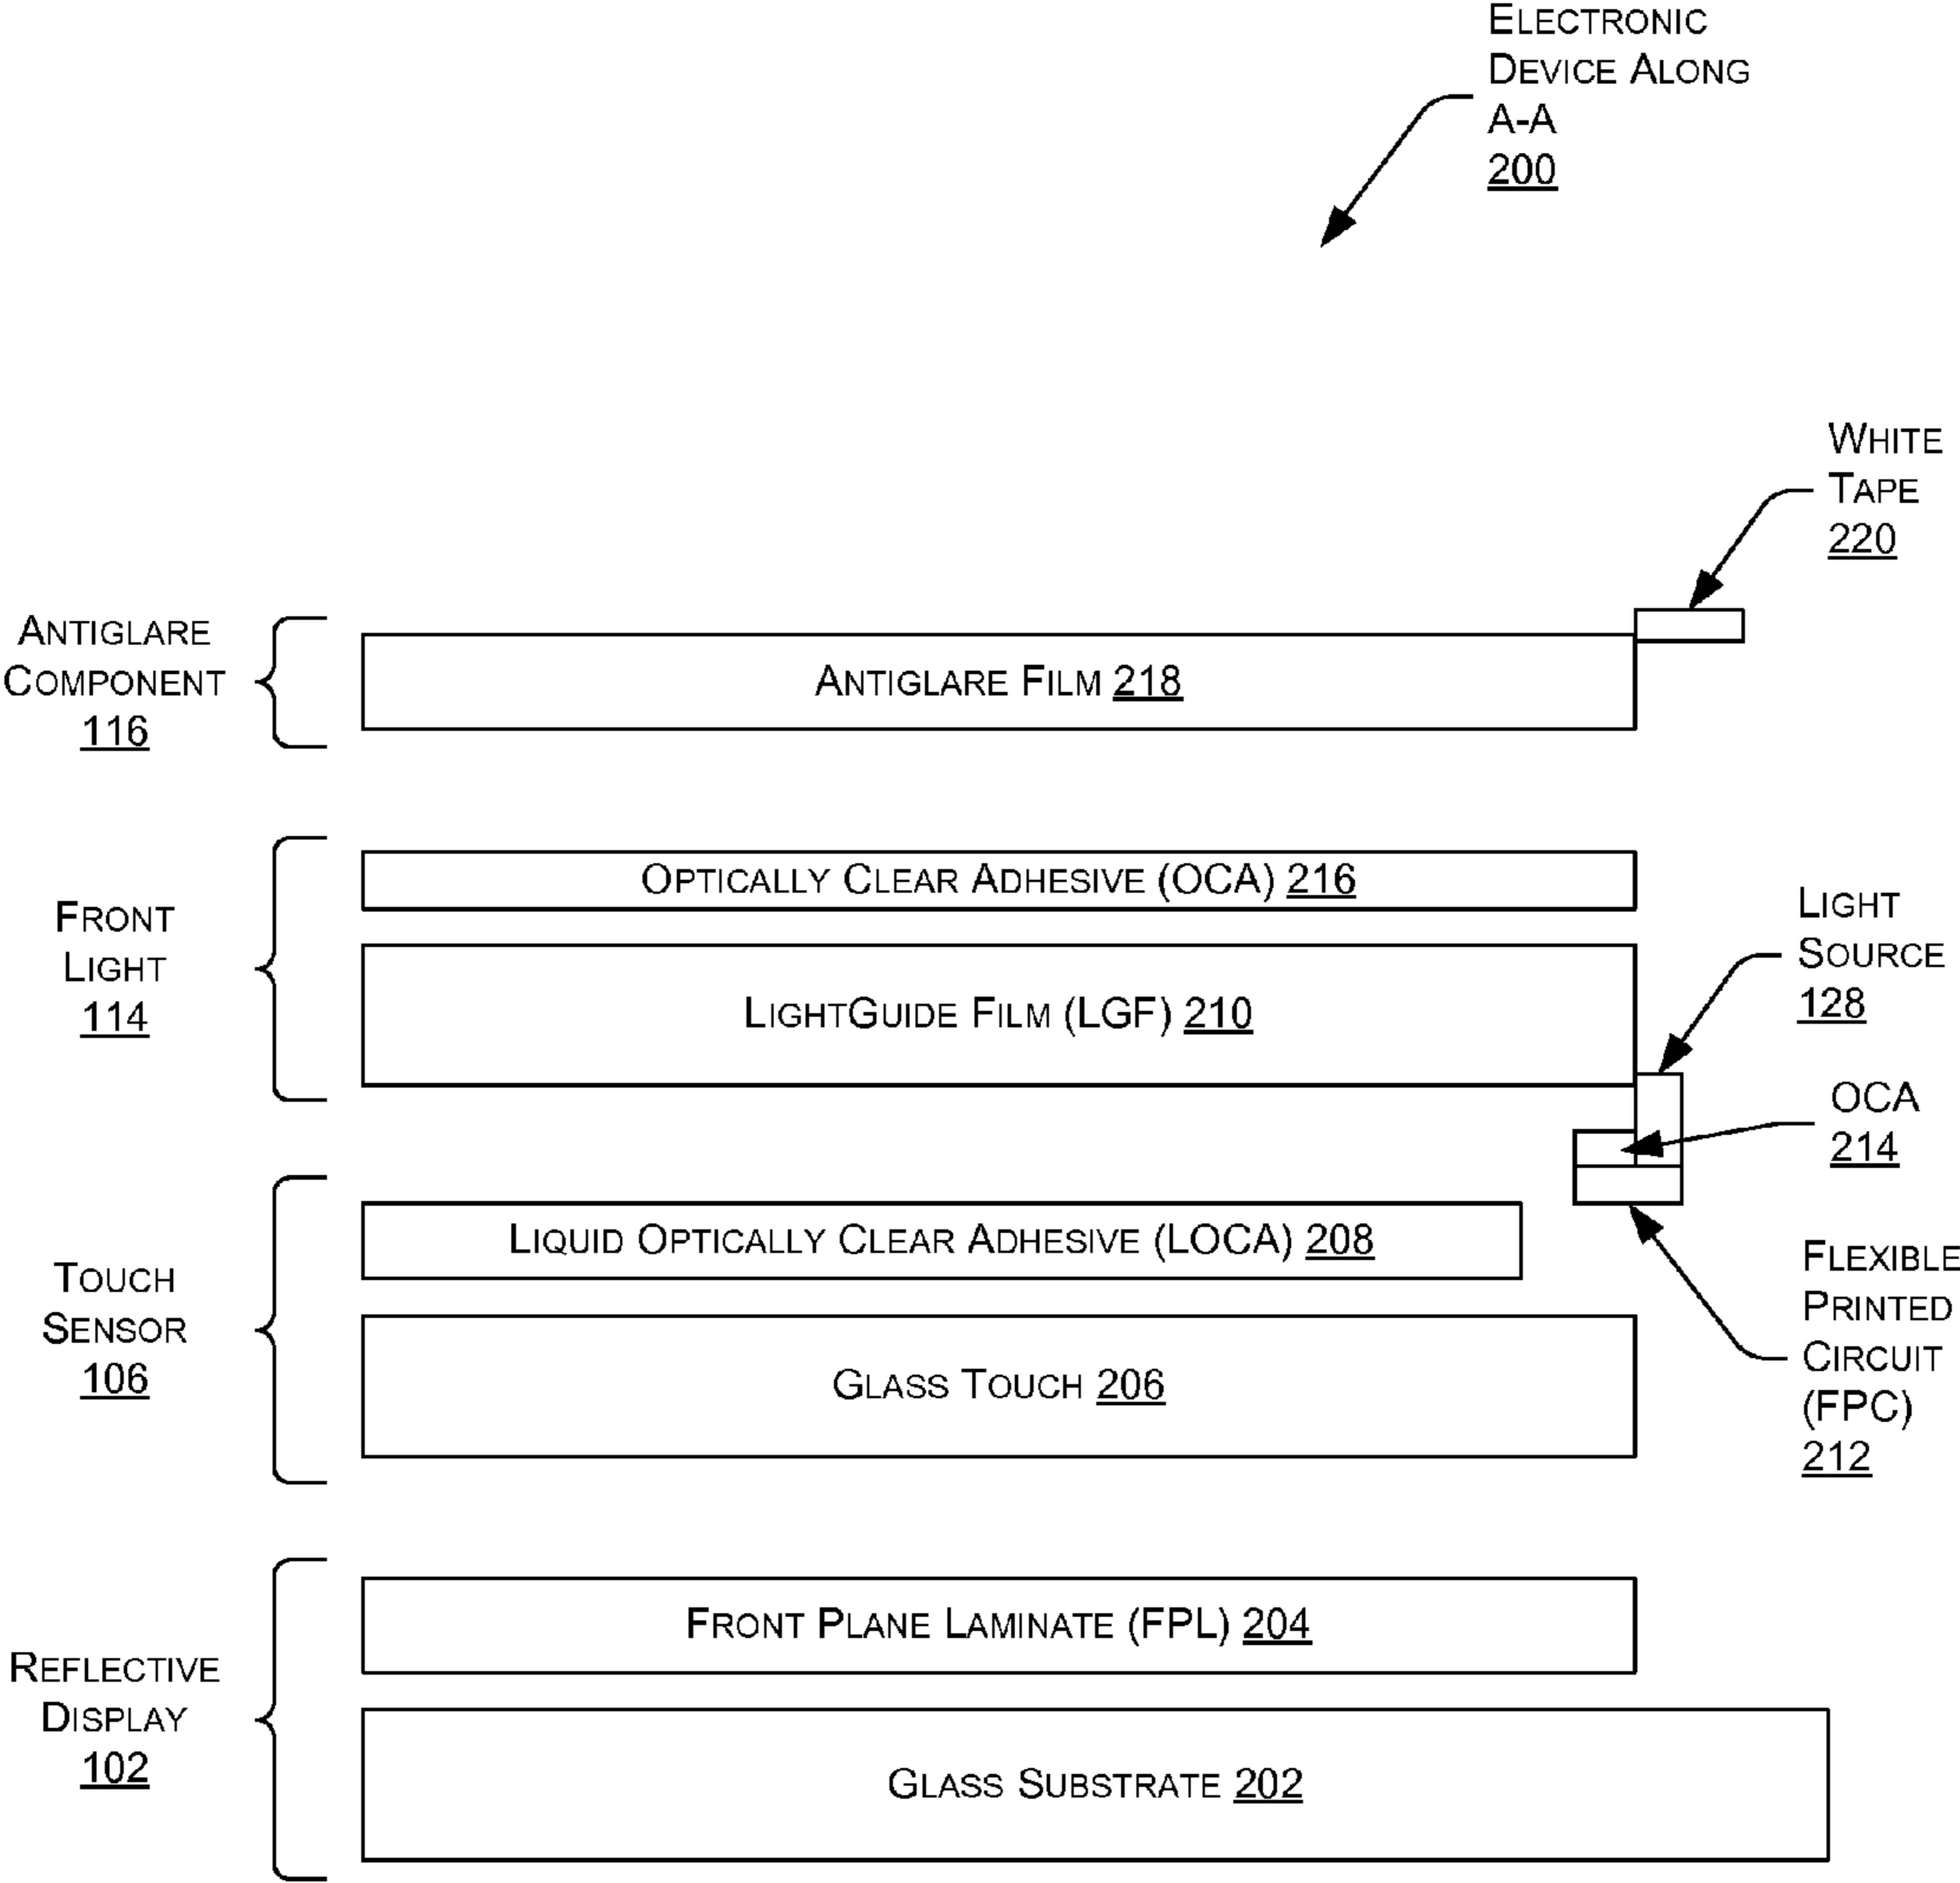 ELECTRONIC
DEVICE ALONG
A-A
200
WHITE
TAPE
220
ANTIGLARE
COMPONENT
116
ANTIGLARE FILM 218
FRONT
LIGHT
114
OPTICALLY CLEAR ADHESIVE (OCA) 216
LIGHTGUIDE FILM (LGF) 210
LIGHT
SOURCE
128
OCA
214
TOUCH
SENSOR
106
LIQUID OPTICALLY CLEAR ADHESIVE (LOCA) 208
GLASS TOUCH 206
FLEXIBLE
PRINTED
CIRCUIT
(FPC)
212
REFLECTIVE
DISPLAY
102
FRONT PLANE LAMINATE (FPL) 204
GLASS SUBSTRATE 202